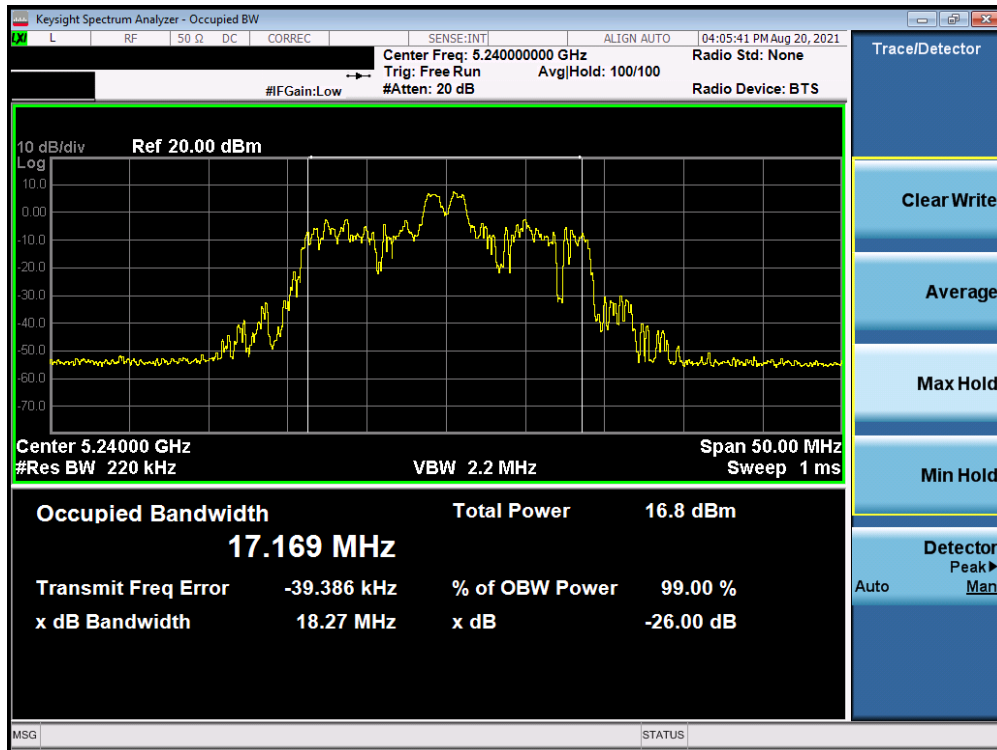 Keysight Spectrum Analyzer - Occupied BW
LXI L RF 50 Ω DC CORREC SENSE:INT ALIGN AUTO 04:05:41 PM Aug 20, 2021
Center Freq: 5.240000000 GHz Radio Std: None
Trig: Free Run Avg|Hold: 100/100
#IFGain:Low #Atten: 20 dB Radio Device: BTS
10 dB/div Ref 20.00 dBm
Log
10.0
0.00
-10.0
-20.0
-30.0
-40.0
-50.0
-60.0
-70.0
Center 5.24000 GHz Span 50.00 MHz
#Res BW 220 kHz VBW 2.2 MHz Sweep 1 ms
Occupied Bandwidth Total Power 16.8 dBm
17.169 MHz
Transmit Freq Error -39.386 kHz % of OBW Power 99.00 %
x dB Bandwidth 18.27 MHz x dB -26.00 dB
Trace/Detector
Clear Write
Average
Max Hold
Min Hold
Detector
Peak▶
Auto Man
MSG STATUS